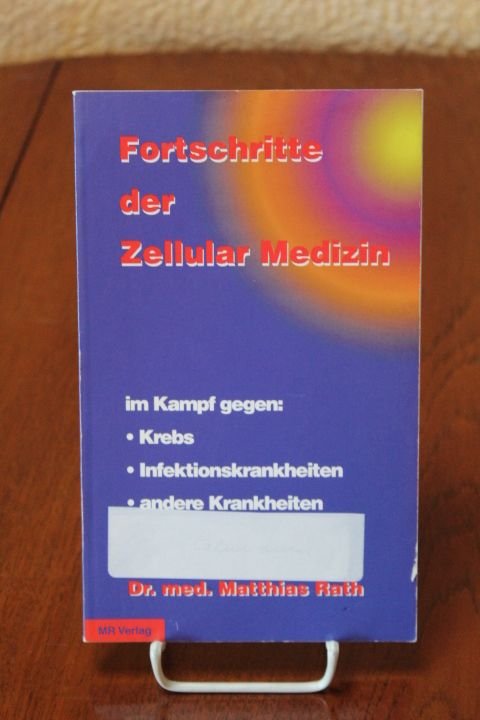 Fortschritte
der
Zellular Medizin
im Kampf gegen:
• Krebs
• Infektionskrankheiten
• andere Krankheiten
Dr. med. Matthias Rath
MR Verlag